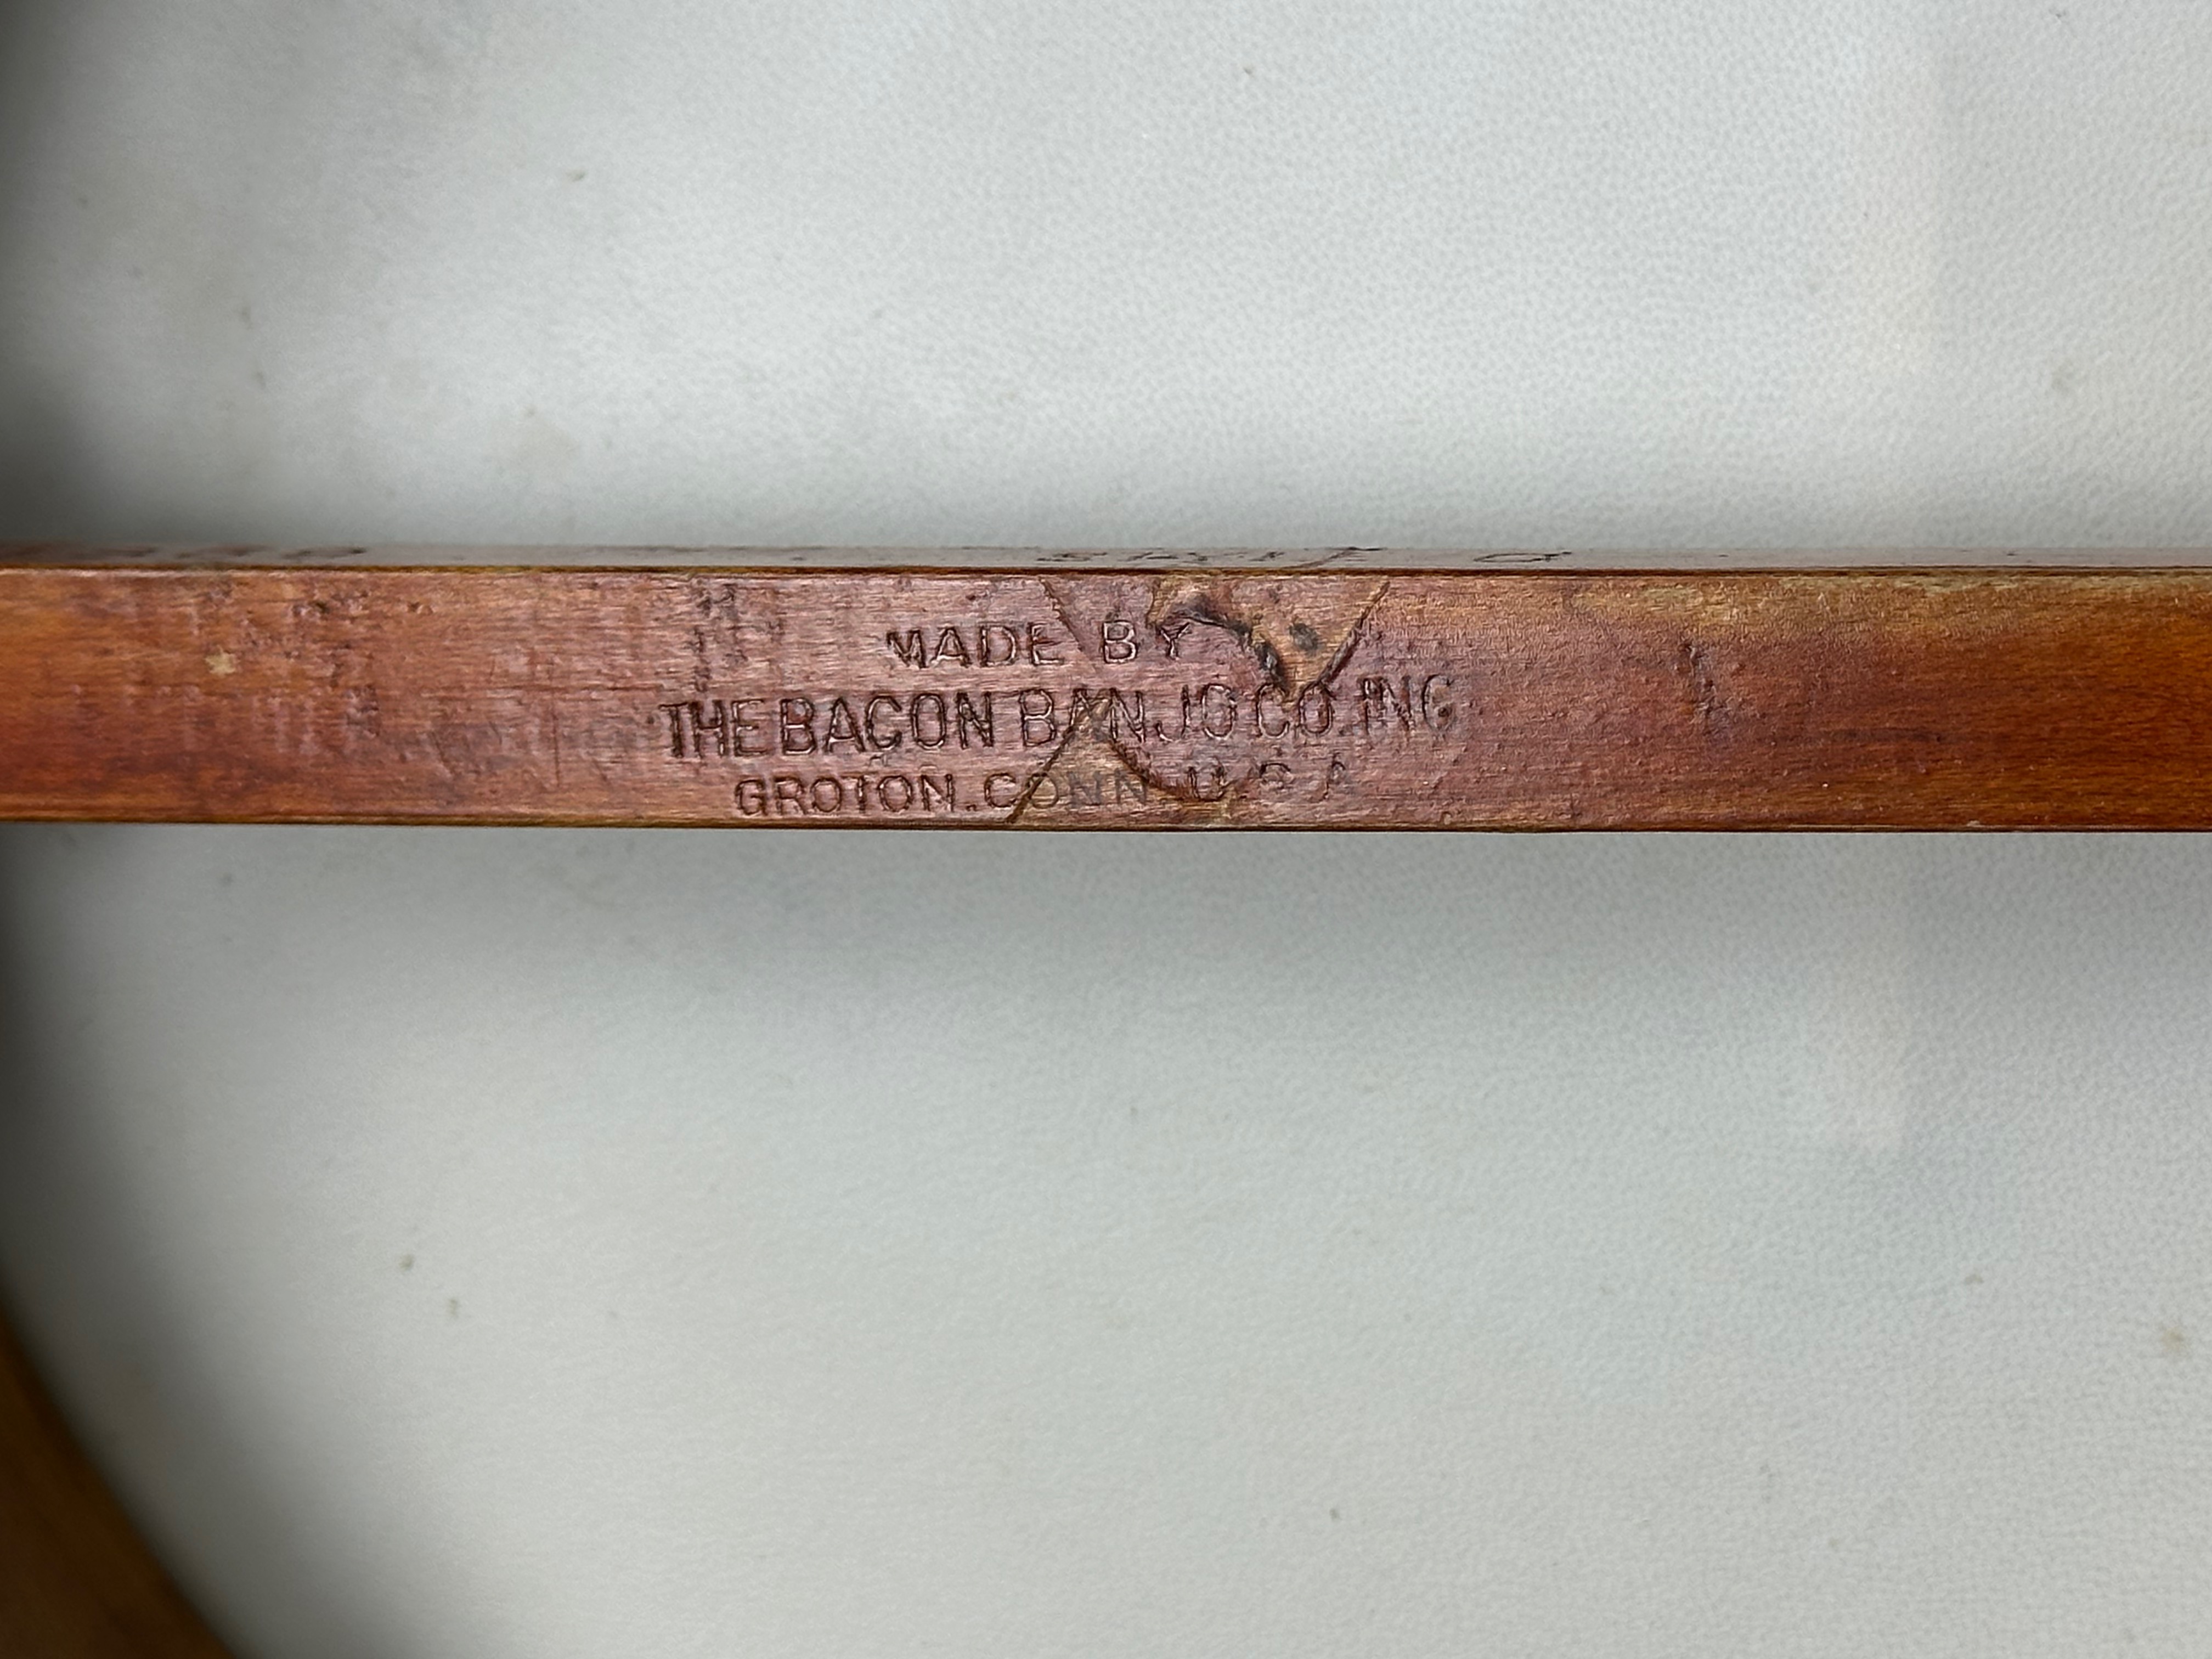 MADE BY
THE BACON BANJO CO. INC
GROTON. CONN. U S A